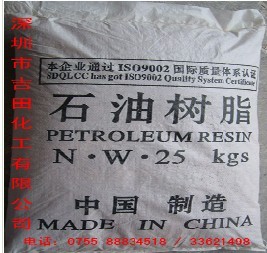 本企业通过ISO9002国际质量体系认证
SDQLCC has got ISO9002 Quality System Certificate
石油树脂
PETROLEUM RESIN
N·W·25 kgs
中国 制造
MADE IN CHINA
电话: 0755 88834518 / 33621408
深圳市吉田化工有限公司